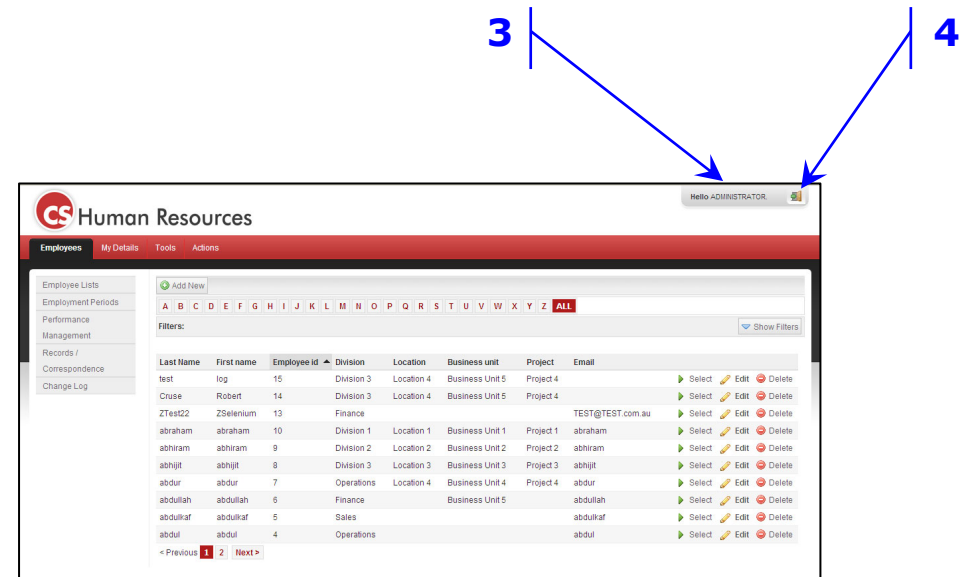 3 4
Hello ADMINISTRATOR,
CS Human Resources
Employees My Details Tools Actions
Employee Lists
Employment Periods
Performance
Management
Records /
Correspondence
Change Log
Add New
A B C D E F G H I J K L M N O P Q R S T U V W X Y Z ALL
Filters: Show Filters
Last Name First name Employee id Division Location Business unit Project Email
test log 15 Division 3 Location 4 Business Unit 5 Project 4 Select Edit Delete
Cruse Robert 14 Division 3 Location 4 Business Unit 5 Project 4 Select Edit Delete
ZTest22 ZSelenium 13 Finance TEST@TEST.com.au Select Edit Delete
abraham abraham 10 Division 1 Location 1 Business Unit 1 Project 1 abraham Select Edit Delete
abhiram abhiram 9 Division 2 Location 2 Business Unit 2 Project 2 abhiram Select Edit Delete
abhijit abhijit 8 Division 3 Location 3 Business Unit 3 Project 3 abhijit Select Edit Delete
abdur abdur 7 Operations Location 4 Business Unit 4 Project 4 abdur Select Edit Delete
abdullah abdullah 6 Finance Business Unit 5 abdullah Select Edit Delete
abdulkaf abdulkaf 5 Sales abdulkaf Select Edit Delete
abdul abdul 4 Operations abdul Select Edit Delete
< Previous 1 2 Next >